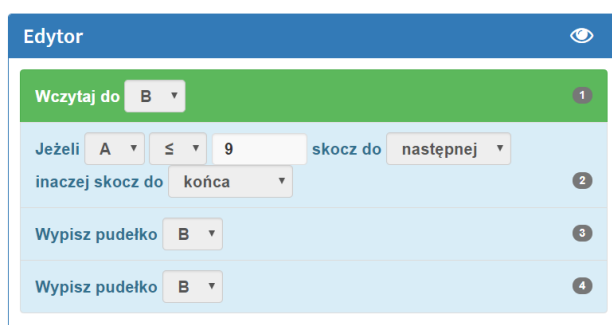 Edytor
Wczytaj do B 1
Jeżeli A ≤ 9 skocz do następnej
inaczej skocz do końca 2
Wypisz pudełko B 3
Wypisz pudełko B 4